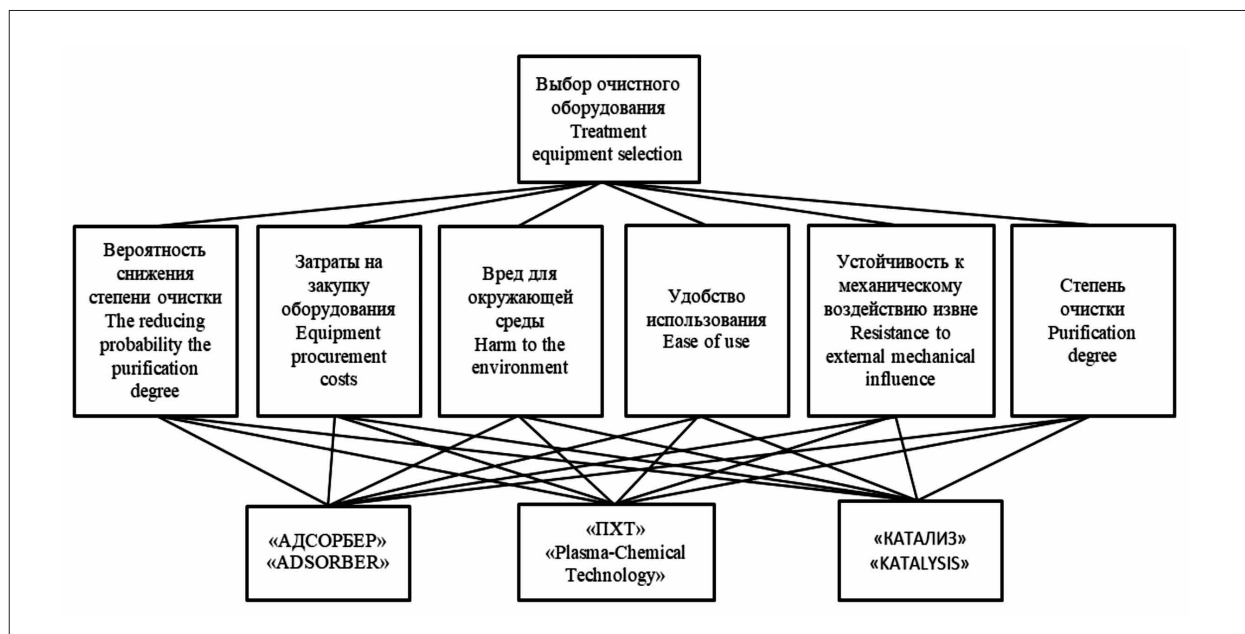 Выбор очистного
оборудования
Treatment
equipment selection
Вероятность
снижения
степени очистки
The reducing
probability the
purification
degree
Затраты на
закупку
оборудования
Equipment
procurement
costs
Вред для
окружающей
среды
Harm to the
environment
Удобство
использования
Ease of use
Устойчивость к
механическому
воздействию извне
Resistance to
external mechanical
influence
Степень
очистки
Purification
degree
«АДСОРБЕР»
«ADSORBER»
«ПХТ»
«Plasma-Chemical
Technology»
«КАТАЛИЗ»
«KATALYSIS»